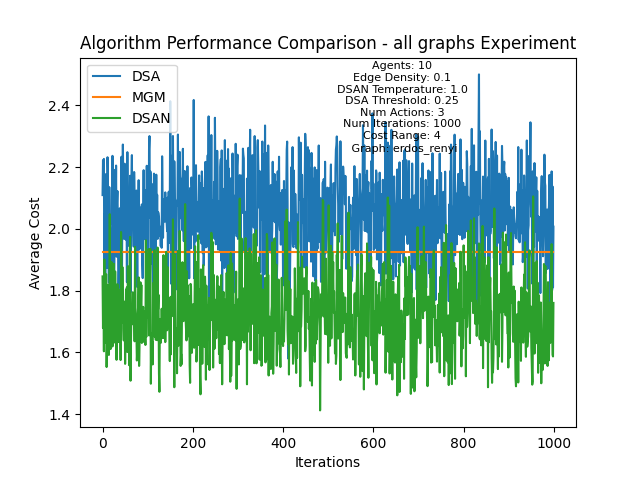 Algorithm Performance Comparison - all graphs Experiment
DSA
MGM
DSAN
Agents: 10
Edge Density: 0.1
DSAN Temperature: 1.0
DSA Threshold: 0.25
Num Actions: 3
Num Iterations: 1000
Cost Range: 4
Graph: erdos_renyi
Average Cost
2.4
2.2
2.0
1.8
1.6
1.4
0 200 400 600 800 1000
Iterations